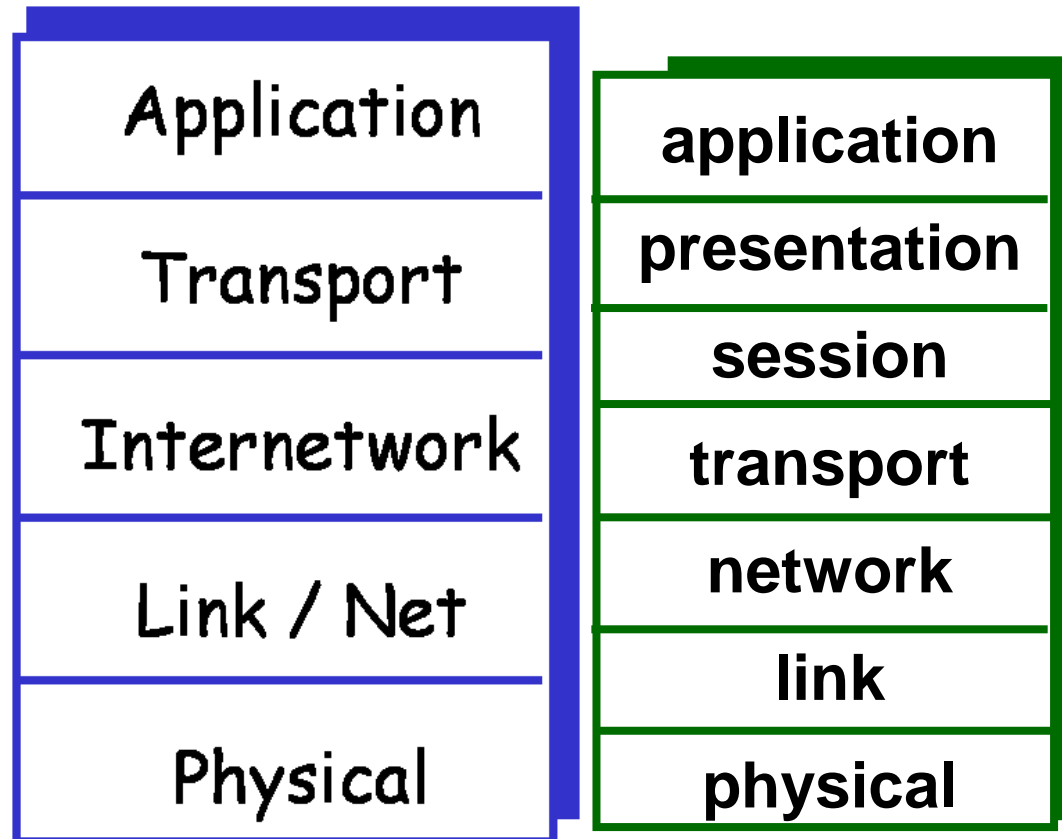 Application
Transport
Internetwork
Link / Net
Physical
application
presentation
session
transport
network
link
physical